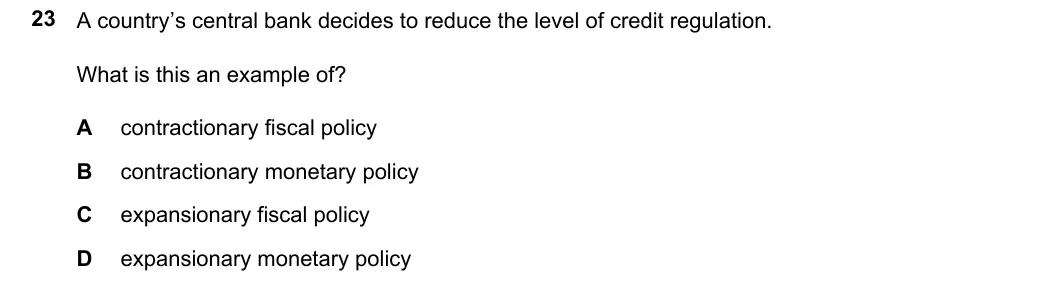 23 A country's central bank decides to reduce the level of credit regulation.
What is this an example of?
A contractionary fiscal policy
B contractionary monetary policy
C expansionary fiscal policy
D expansionary monetary policy